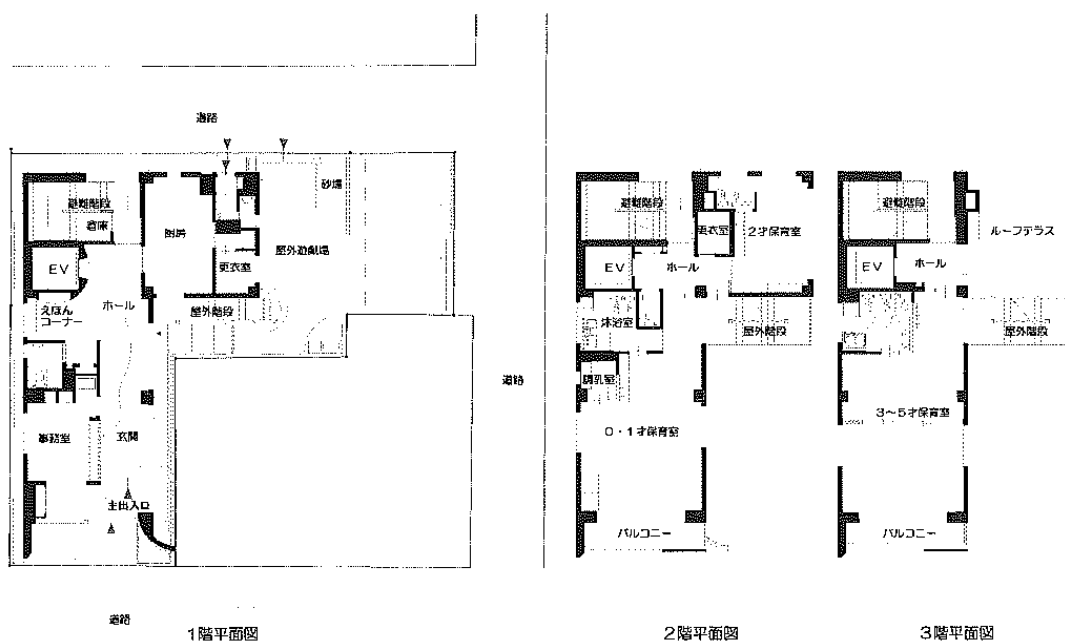 道路
砂場
避難階段
倉庫
厨房
屋外遊戯場
EV
更衣室
えほん
コーナー
ホール
屋外階段
道路
事務室
玄関
主出入口
道路
1階平面図
避難階段
更衣室
2才保育室
EV
ホール
沐浴室
屋外階段
調乳室
0・1才保育室
バルコニー
2階平面図
避難階段
ルーフテラス
EV
ホール
屋外階段
3～5才保育室
バルコニー
3階平面図